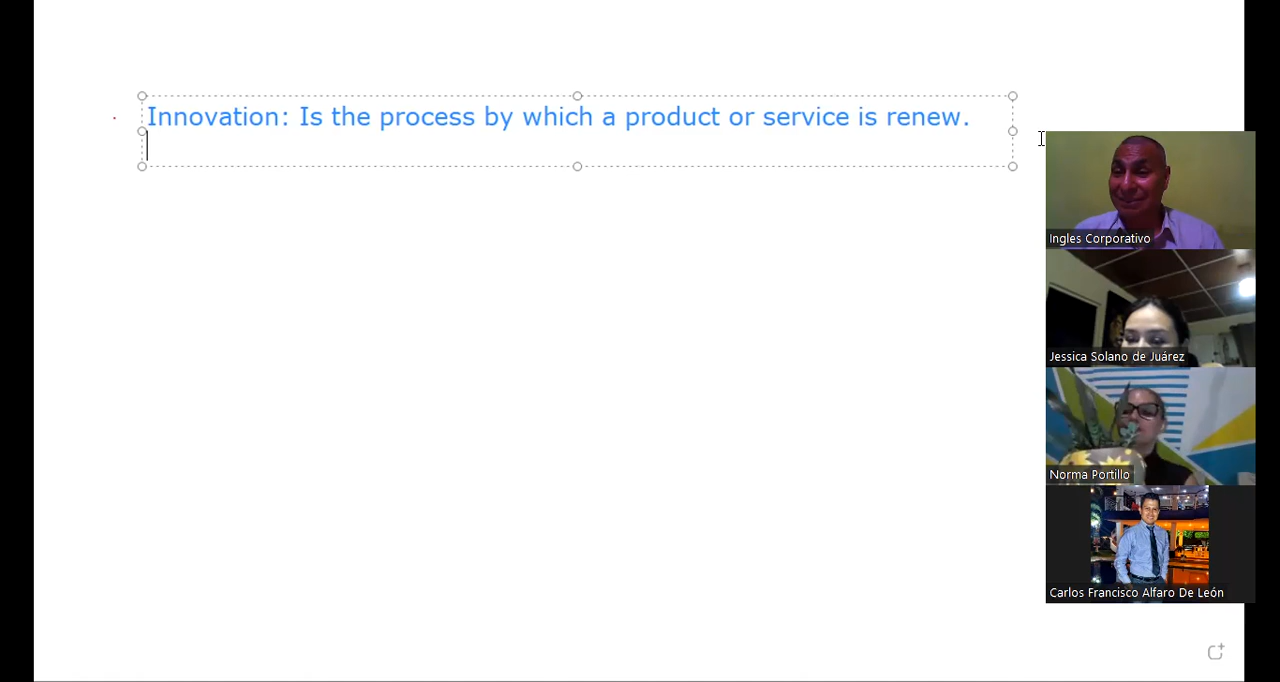 Innovation: Is the process by which a product or service is renew.
Ingles Corporativo
Jessica Solano de Juárez
Norma Portillo
Carlos Francisco Alfaro De León